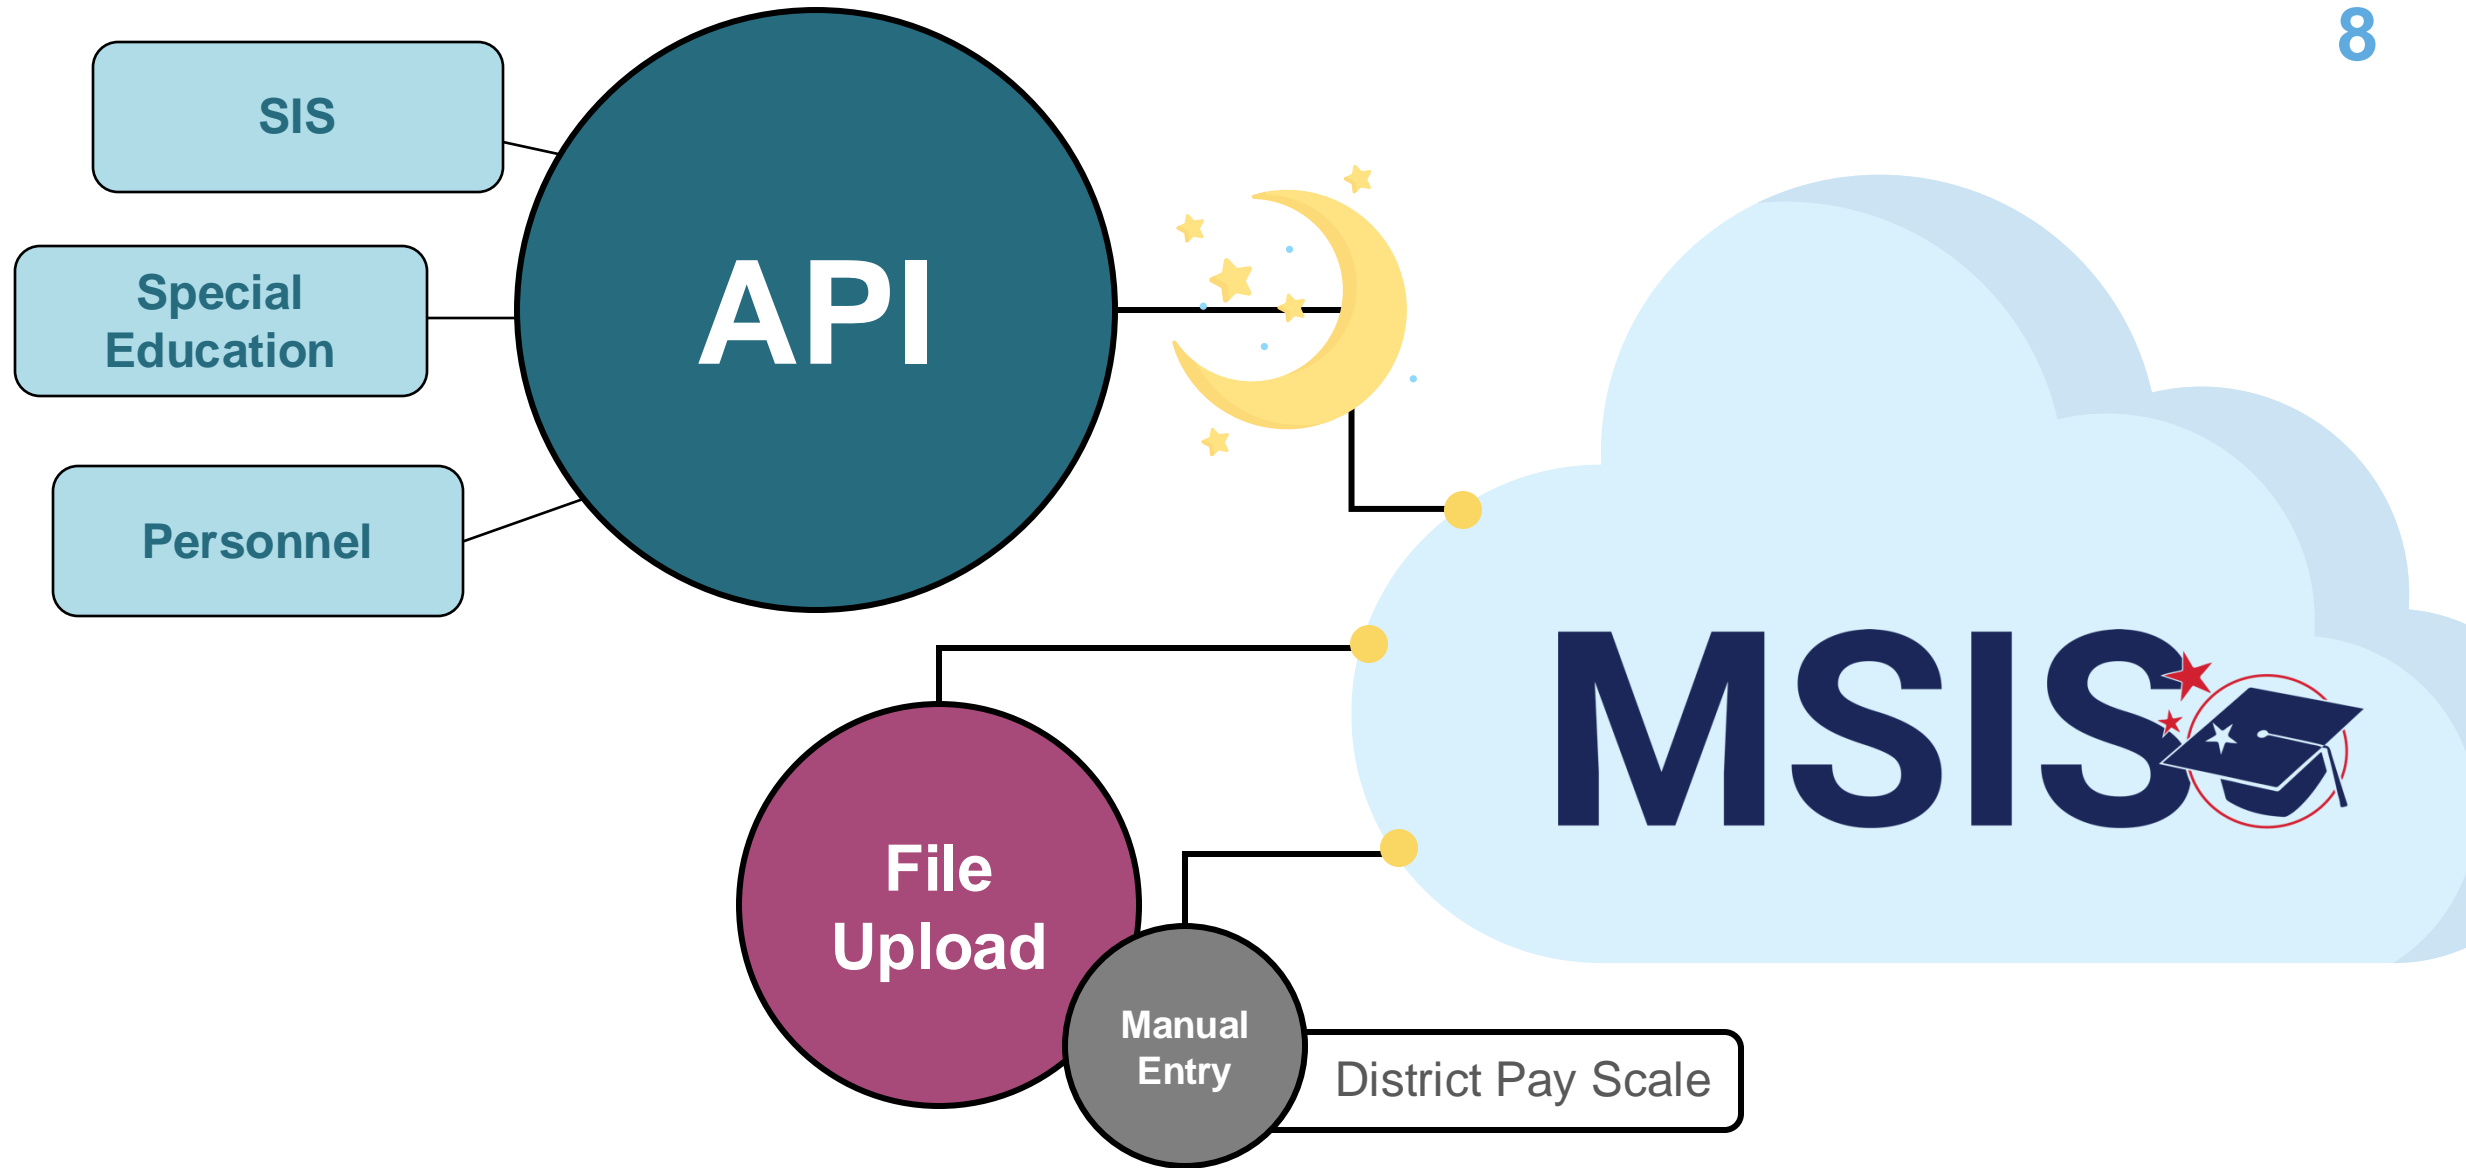 8
SIS
Special
Education
Personnel
API
MSIS
File
Upload
Manual
Entry
District Pay Scale